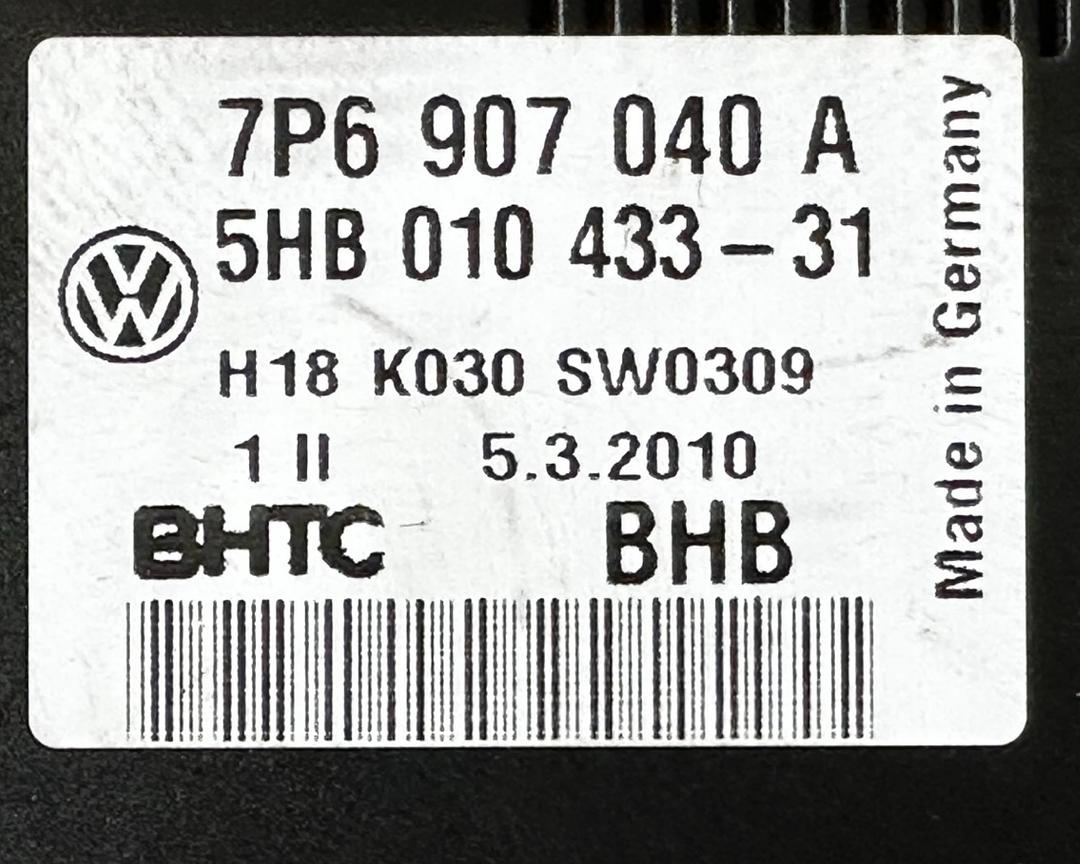 7P6 907 040 A
5HB 010 433-31
H18 K030 SW0309
1 II 5.3.2010
BHTC BHB
Made in Germany